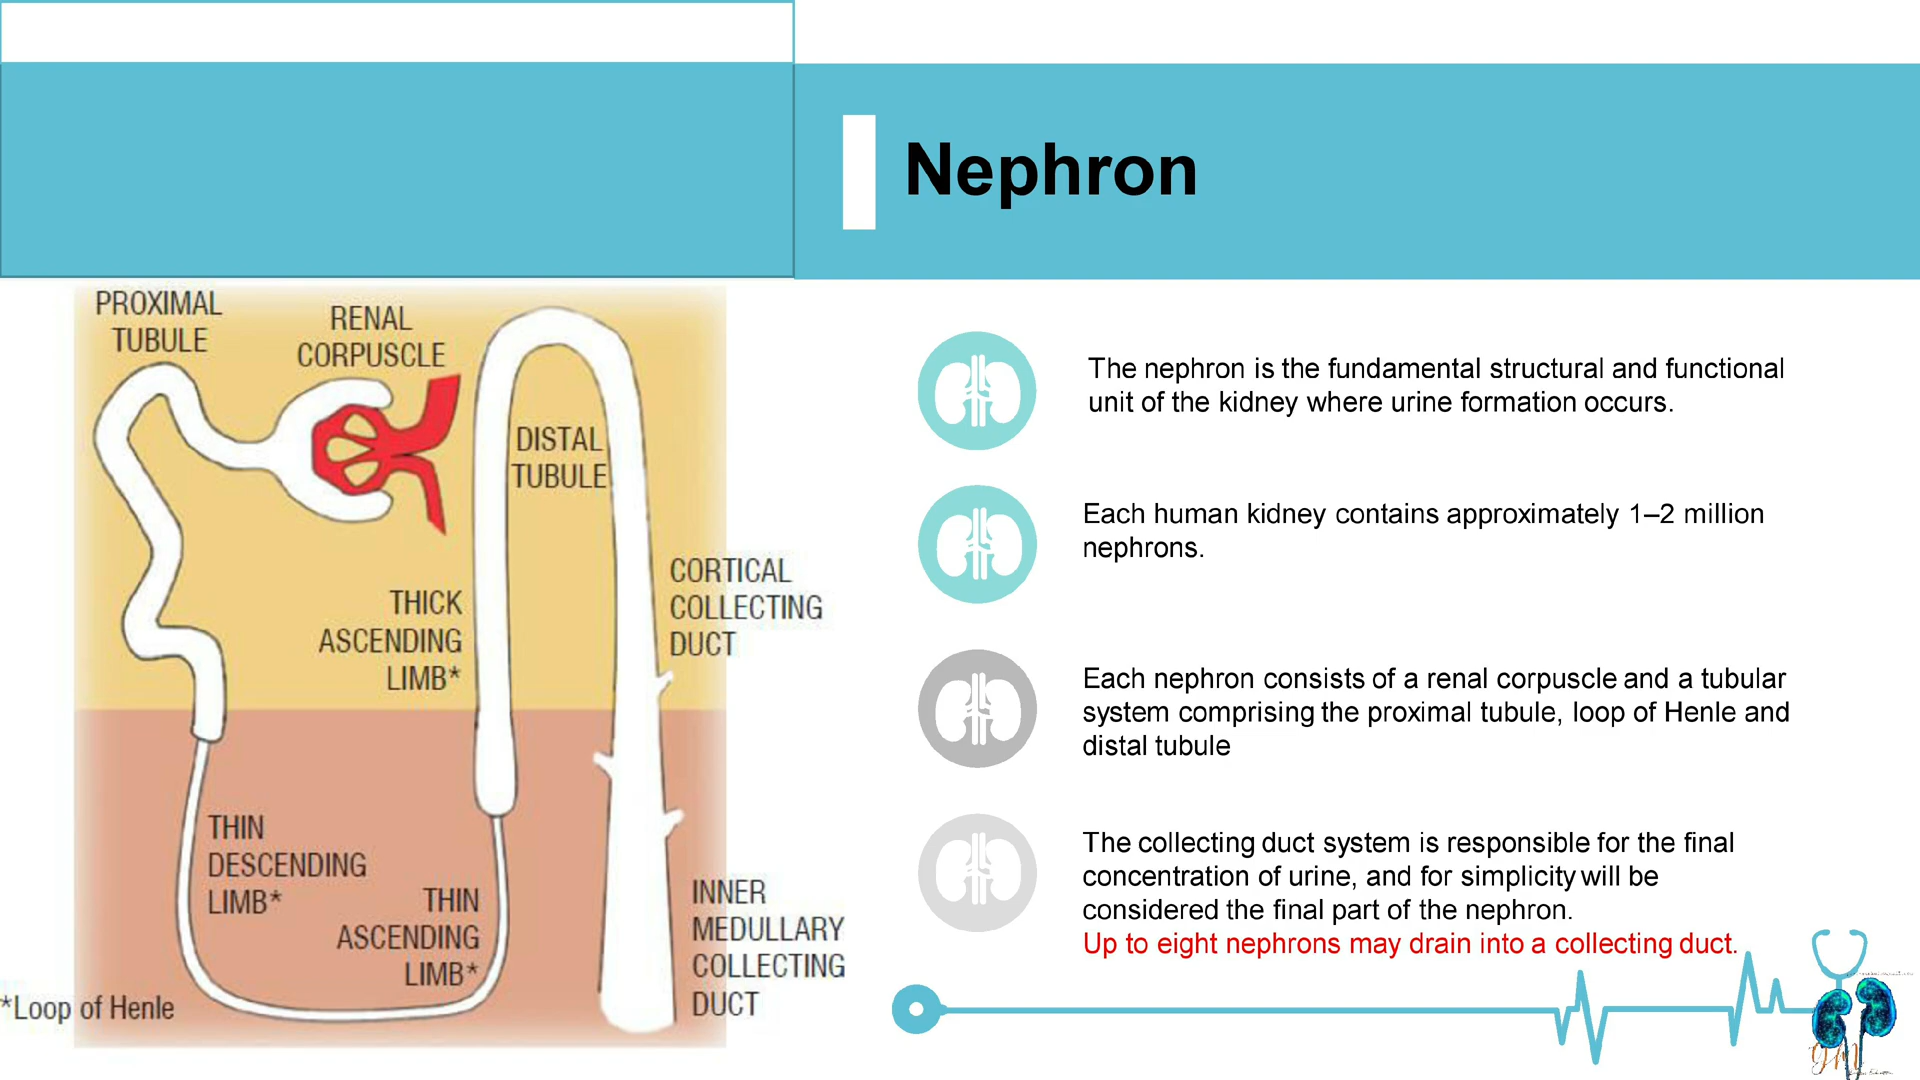 Nephron
PROXIMAL
TUBULE
RENAL
CORPUSCLE
DISTAL
TUBULE
CORTICAL
COLLECTING
DUCT
THICK
ASCENDING
LIMB*
THIN
DESCENDING
LIMB*
THIN
ASCENDING
LIMB*
INNER
MEDULLARY
COLLECTING
DUCT
*Loop of Henle
The nephron is the fundamental structural and functional
unit of the kidney where urine formation occurs.
Each human kidney contains approximately 1–2 million
nephrons.
Each nephron consists of a renal corpuscle and a tubular
system comprising the proximal tubule, loop of Henle and
distal tubule
The collecting duct system is responsible for the final
concentration of urine, and for simplicity will be
considered the final part of the nephron.
Up to eight nephrons may drain into a collecting duct.